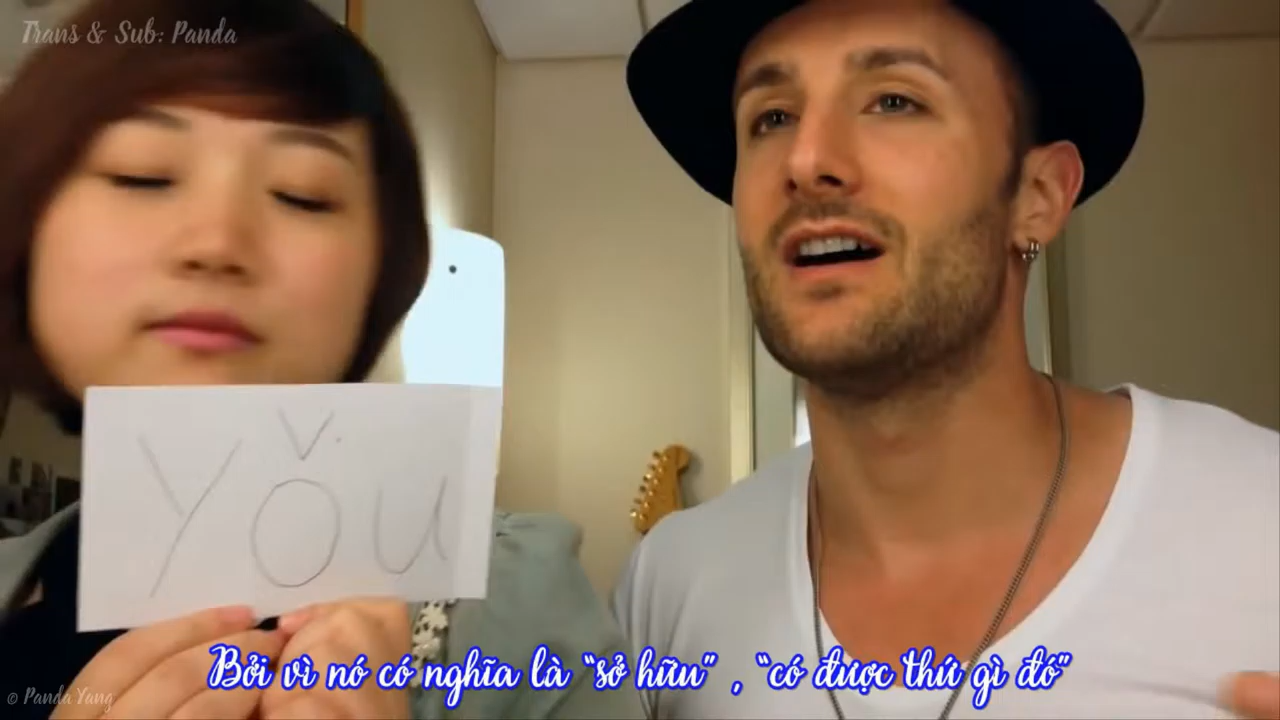 Trans & Sub: Panda
Yǒu
Bởi vì nó có nghĩa là “sở hữu” , “có được thứ gì đó”
© Panda Yang